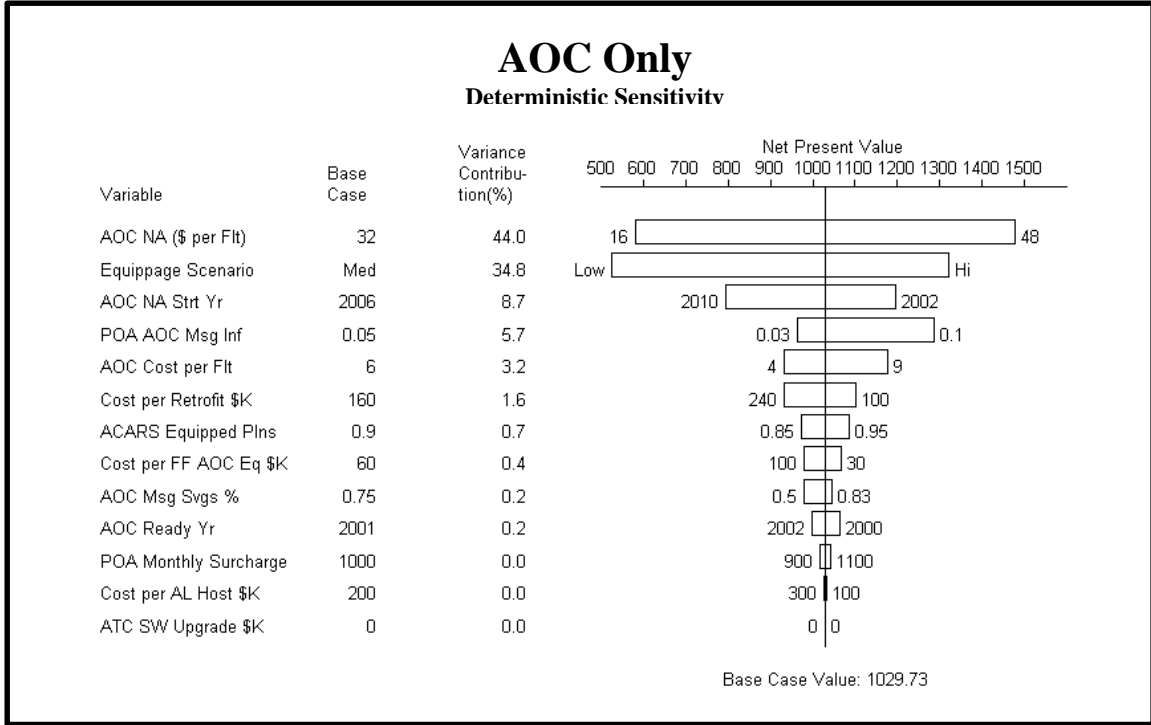 AOC Only
Deterministic Sensitivity
Net Present Value
500 600 700 800 900 1000 1100 1200 1300 1400 1500
Variable Base Case Variance Contribu-tion(%)
AOC NA ($ per Flt) 32 44.0 16 48
Equippage Scenario Med 34.8 Low Hi
AOC NA Strt Yr 2006 8.7 2010 2002
POA AOC Msg Inf 0.05 5.7 0.03 0.1
AOC Cost per Flt 6 3.2 4 9
Cost per Retrofit $K 160 1.6 240 100
ACARS Equipped Plns 0.9 0.7 0.85 0.95
Cost per FF AOC Eq $K 60 0.4 100 30
AOC Msg Svgs % 0.75 0.2 0.5 0.83
AOC Ready Yr 2001 0.2 2002 2000
POA Monthly Surcharge 1000 0.0 900 1100
Cost per AL Host $K 200 0.0 300 100
ATC SW Upgrade $K 0 0.0 0 0
Base Case Value: 1029.73